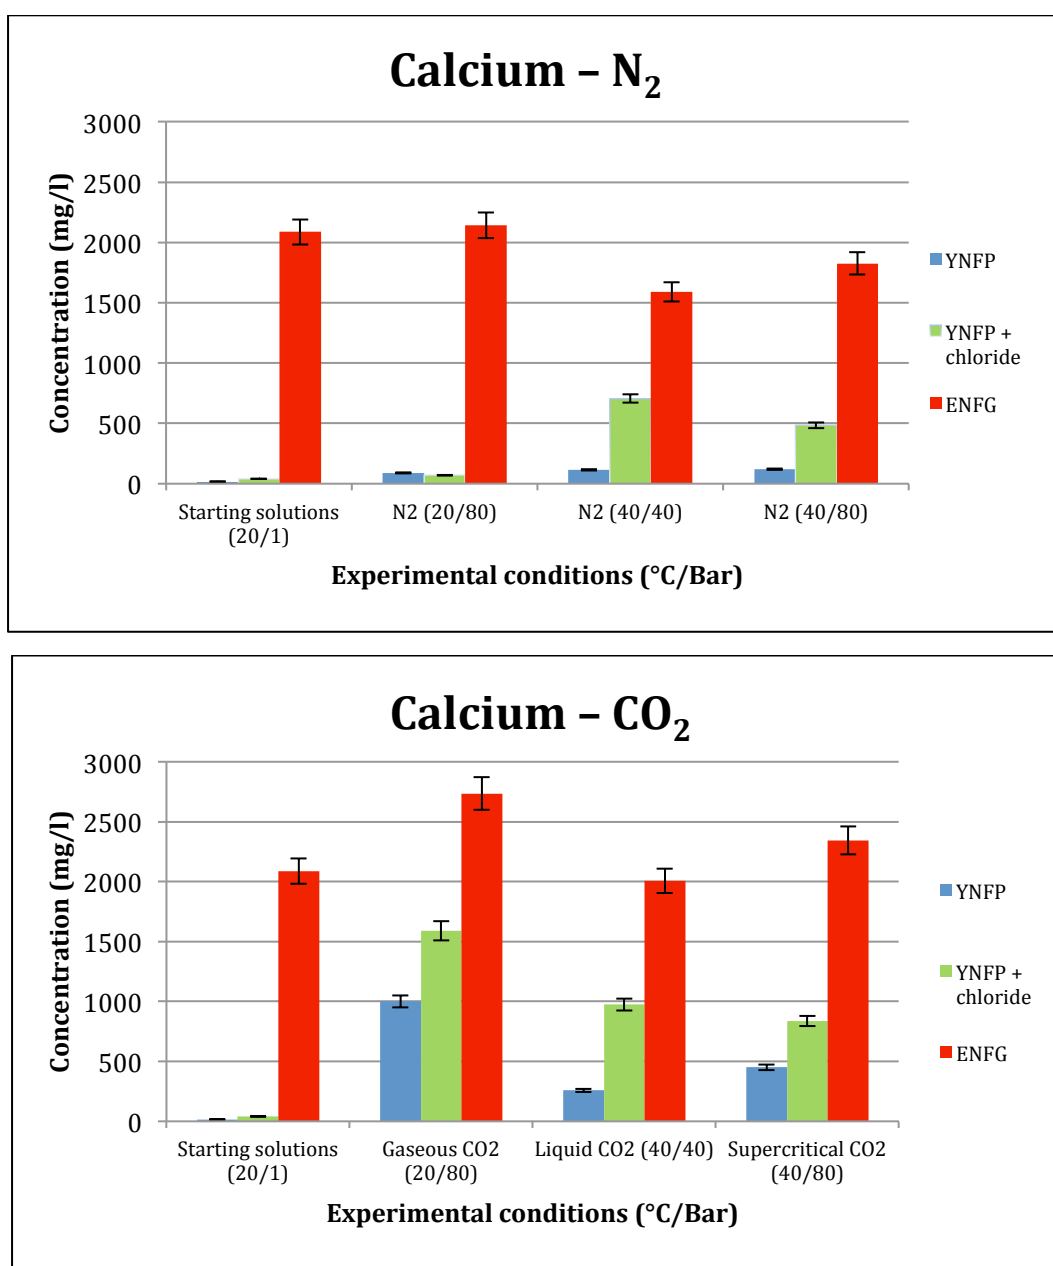 Calcium – N₂
3000
2500
2000
1500
1000
500
0
Concentration (mg/l)
Starting solutions
(20/1)
N2 (20/80)
N2 (40/40)
N2 (40/80)
Experimental conditions (°C/Bar)
YNFP
YNFP +
chloride
ENFG
Calcium – CO₂
3000
2500
2000
1500
1000
500
0
Concentration (mg/l)
Starting solutions
(20/1)
Gaseous CO2
(20/80)
Liquid CO2 (40/40)
Supercritical CO2
(40/80)
Experimental conditions (°C/Bar)
YNFP
YNFP +
chloride
ENFG